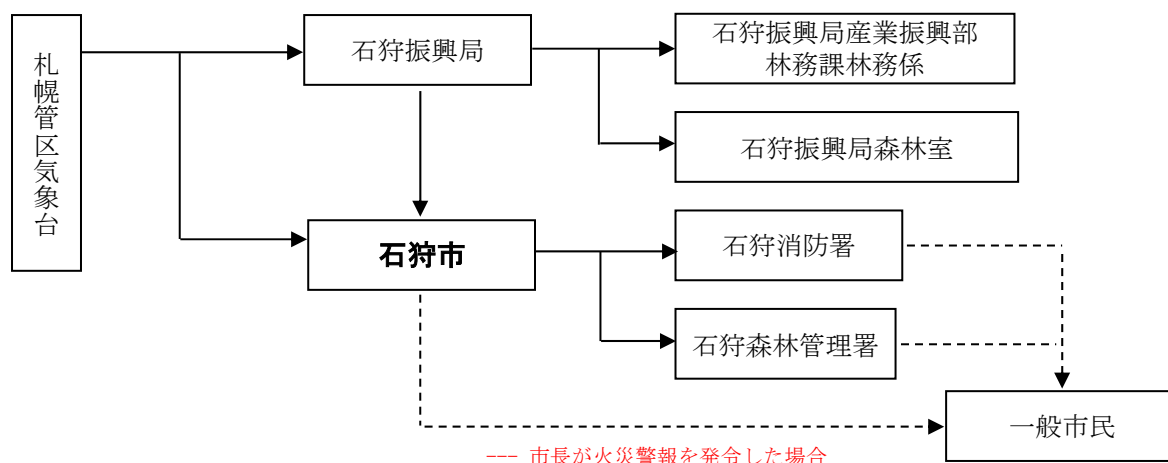 札幌管区気象台
石狩振興局
石狩振興局産業振興部
林務課林務係
石狩振興局森林室
石狩市
石狩消防署
石狩森林管理署
一般市民
--- 市長が火災警報を発令した場合